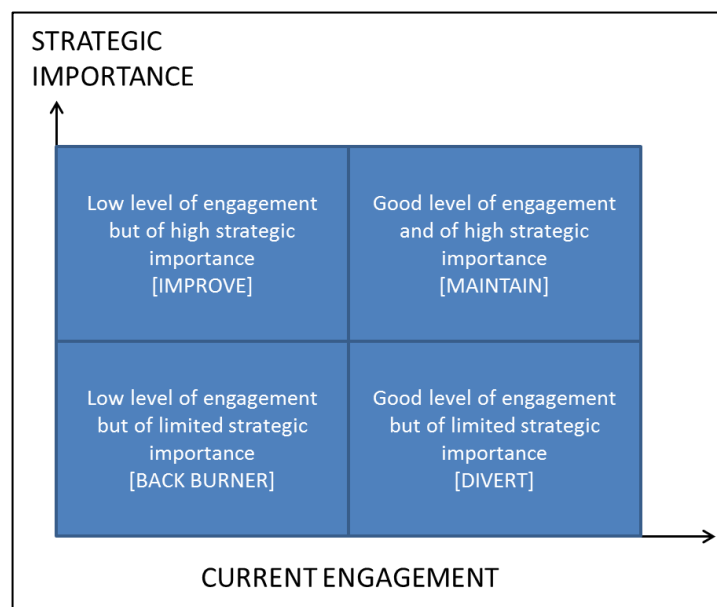 STRATEGIC
IMPORTANCE
Low level of engagement
but of high strategic
importance
[IMPROVE]
Good level of engagement
and of high strategic
importance
[MAINTAIN]
Low level of engagement
but of limited strategic
importance
[BACK BURNER]
Good level of engagement
but of limited strategic
importance
[DIVERT]
CURRENT ENGAGEMENT